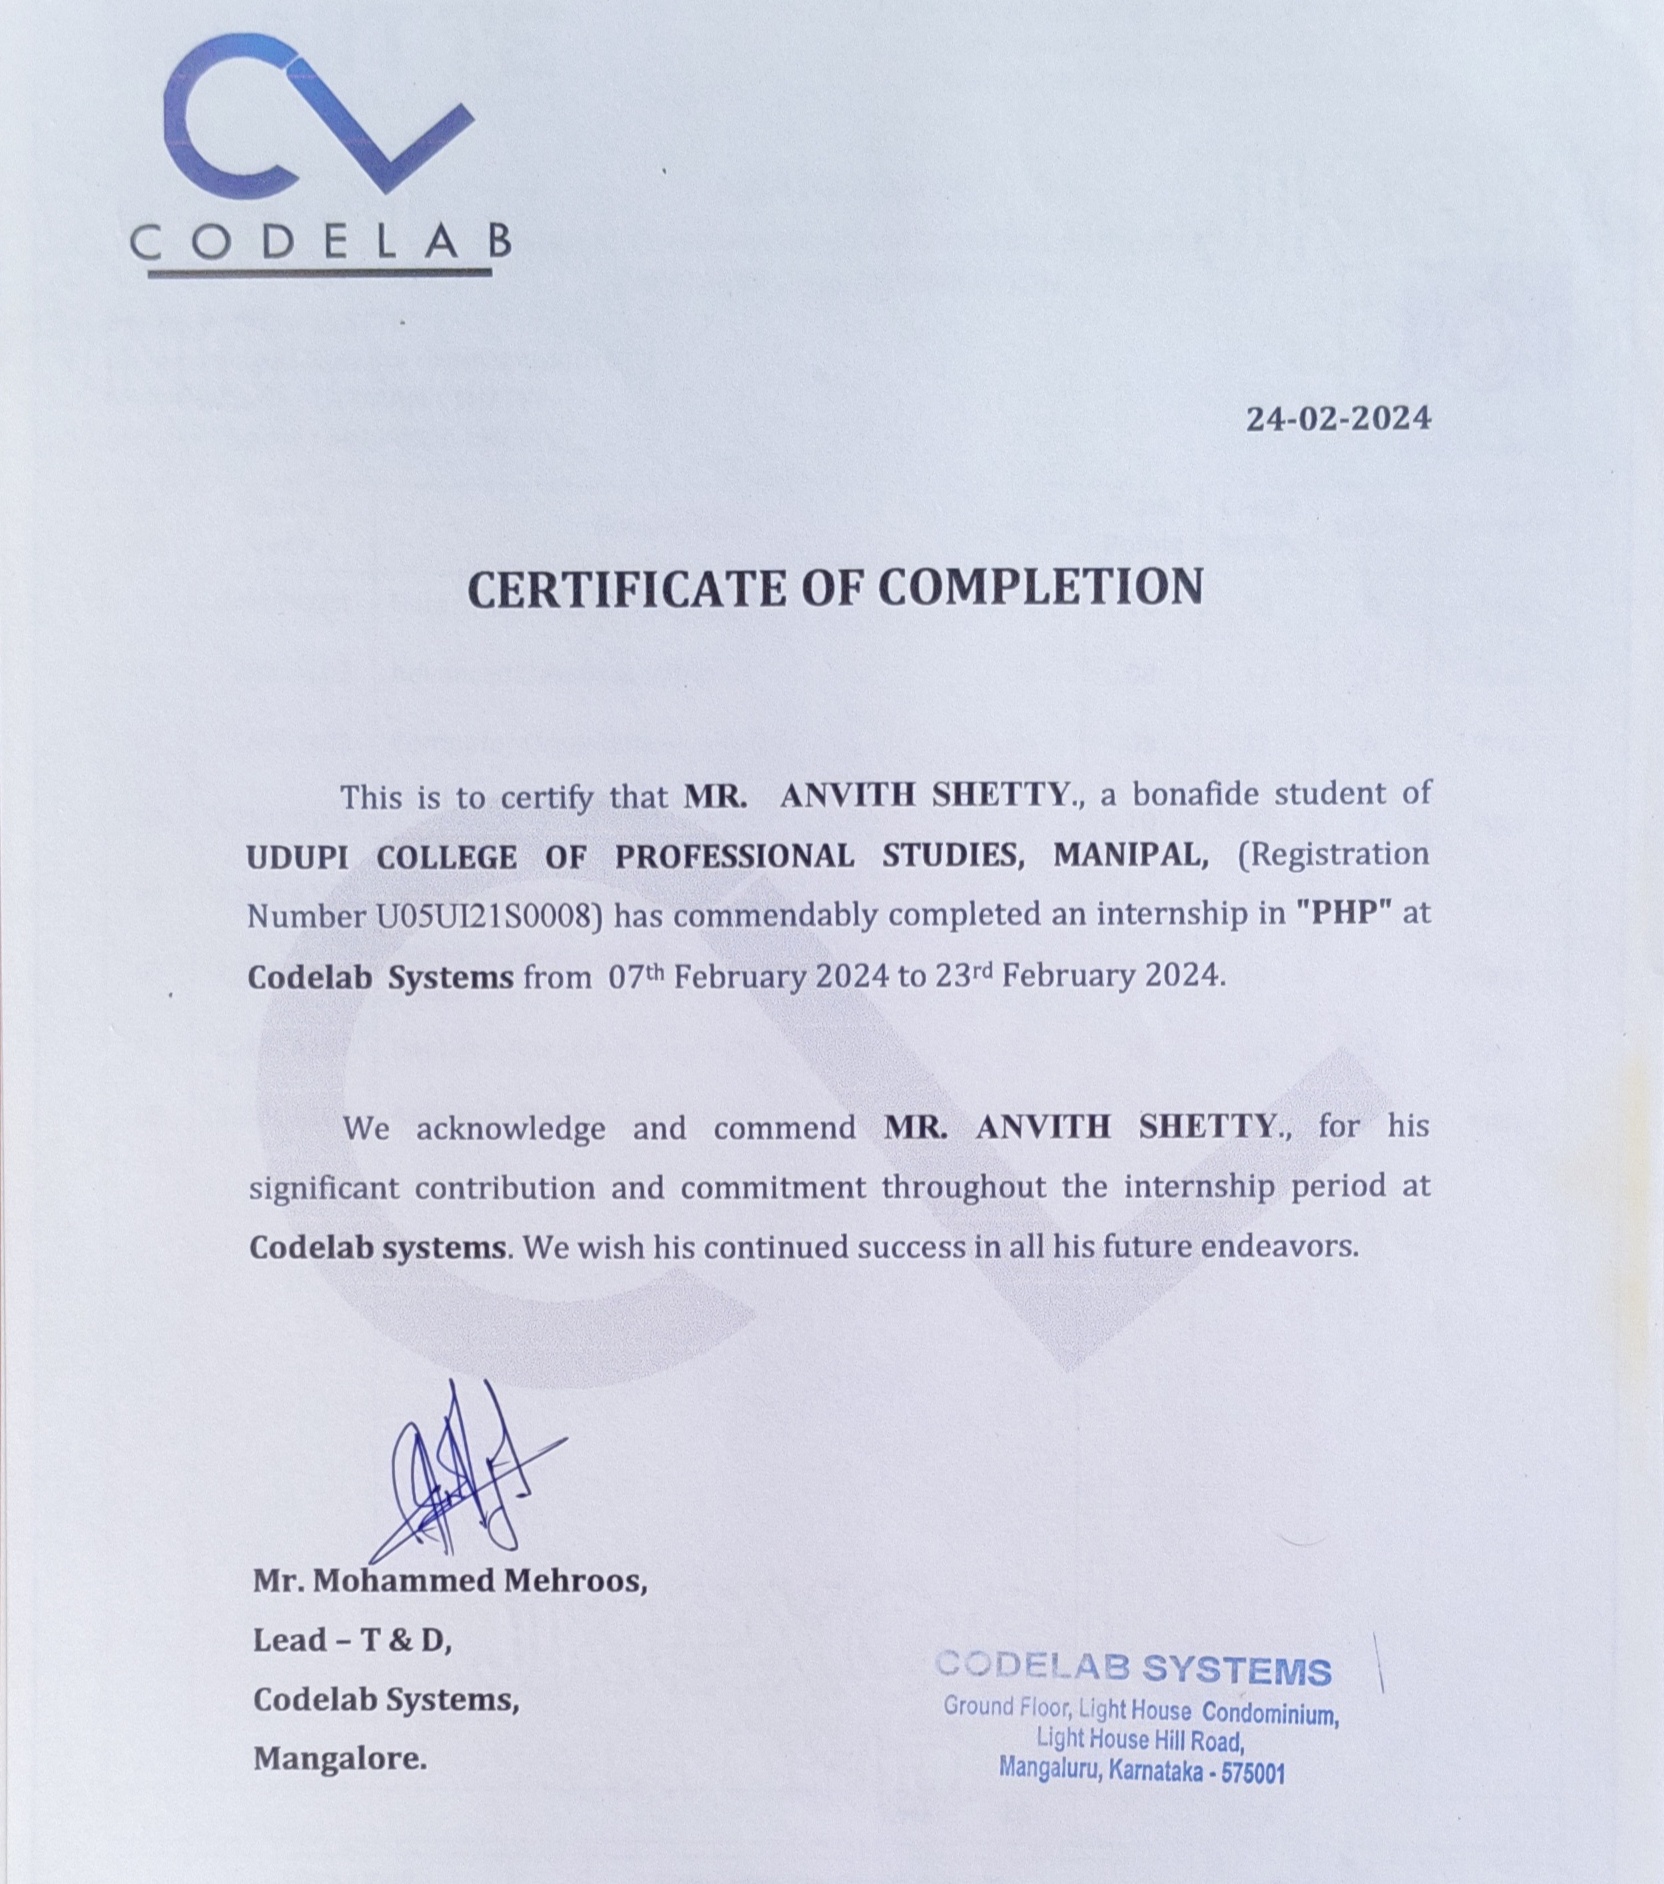 CODELAB
24-02-2024
CERTIFICATE OF COMPLETION
This is to certify that MR. ANVITH SHETTY., a bonafide student of
UDUPI COLLEGE OF PROFESSIONAL STUDIES, MANIPAL, (Registration
Number U05UI21S0008) has commendably completed an internship in "PHP" at
Codelab Systems from 07th February 2024 to 23rd February 2024.
We acknowledge and commend MR. ANVITH SHETTY., for his
significant contribution and commitment throughout the internship period at
Codelab systems. We wish his continued success in all his future endeavors.
Mr. Mohammed Mehroos,
Lead – T & D,
Codelab Systems,
Mangalore.
CODELAB SYSTEMS
Ground Floor, Light House Condominium,
Light House Hill Road,
Mangaluru, Karnataka - 575001